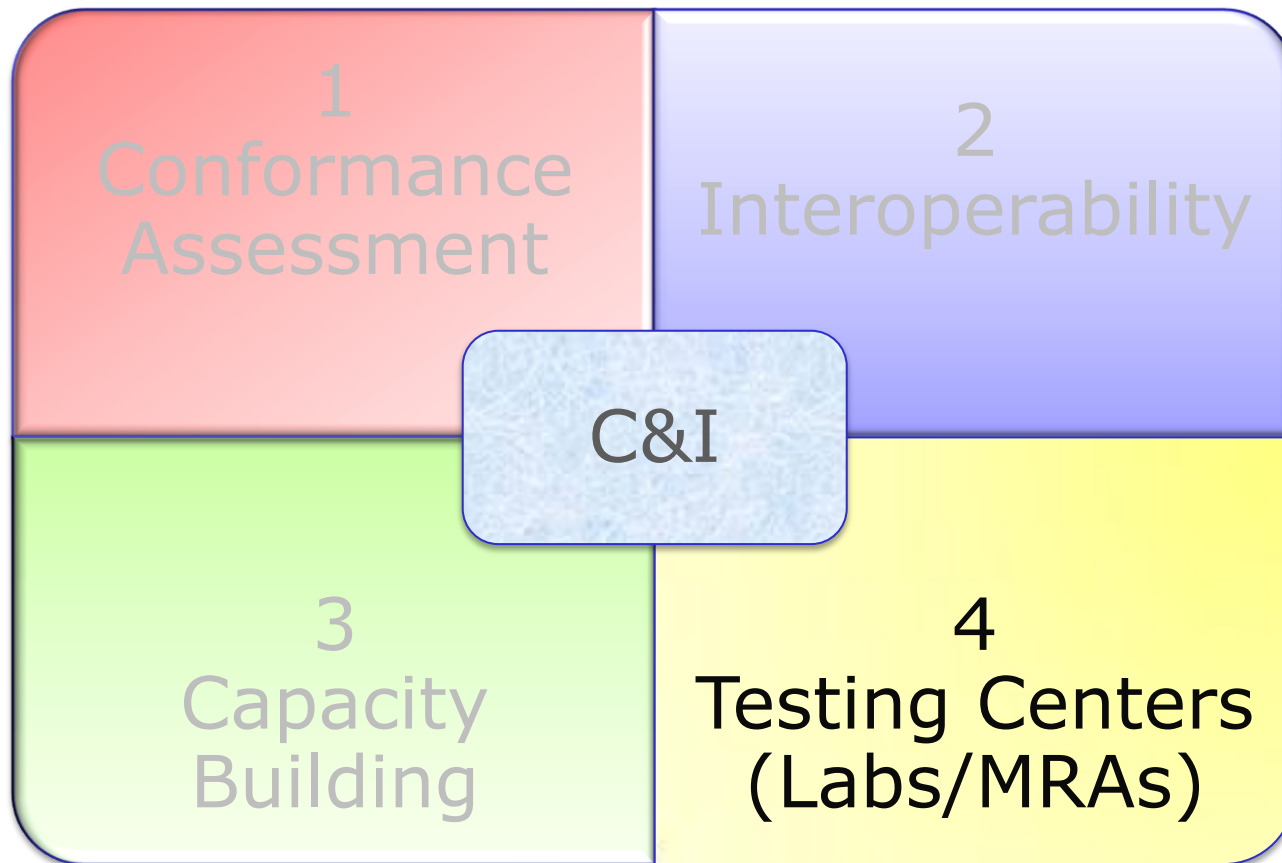 1
Conformance
Assessment
2
Interoperability
C&I
3
Capacity
Building
4
Testing Centers
(Labs/MRAs)